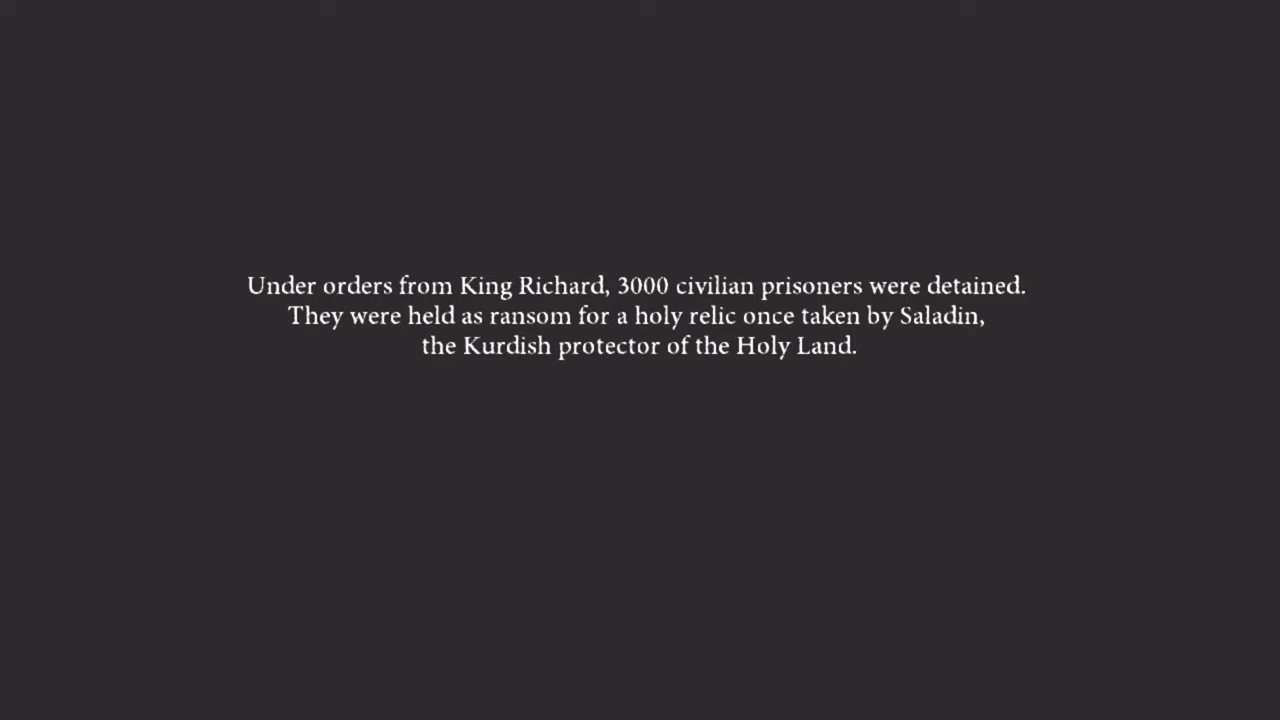 Under orders from King Richard, 3000 civilian prisoners were detained.
They were held as ransom for a holy relic once taken by Saladin,
the Kurdish protector of the Holy Land.